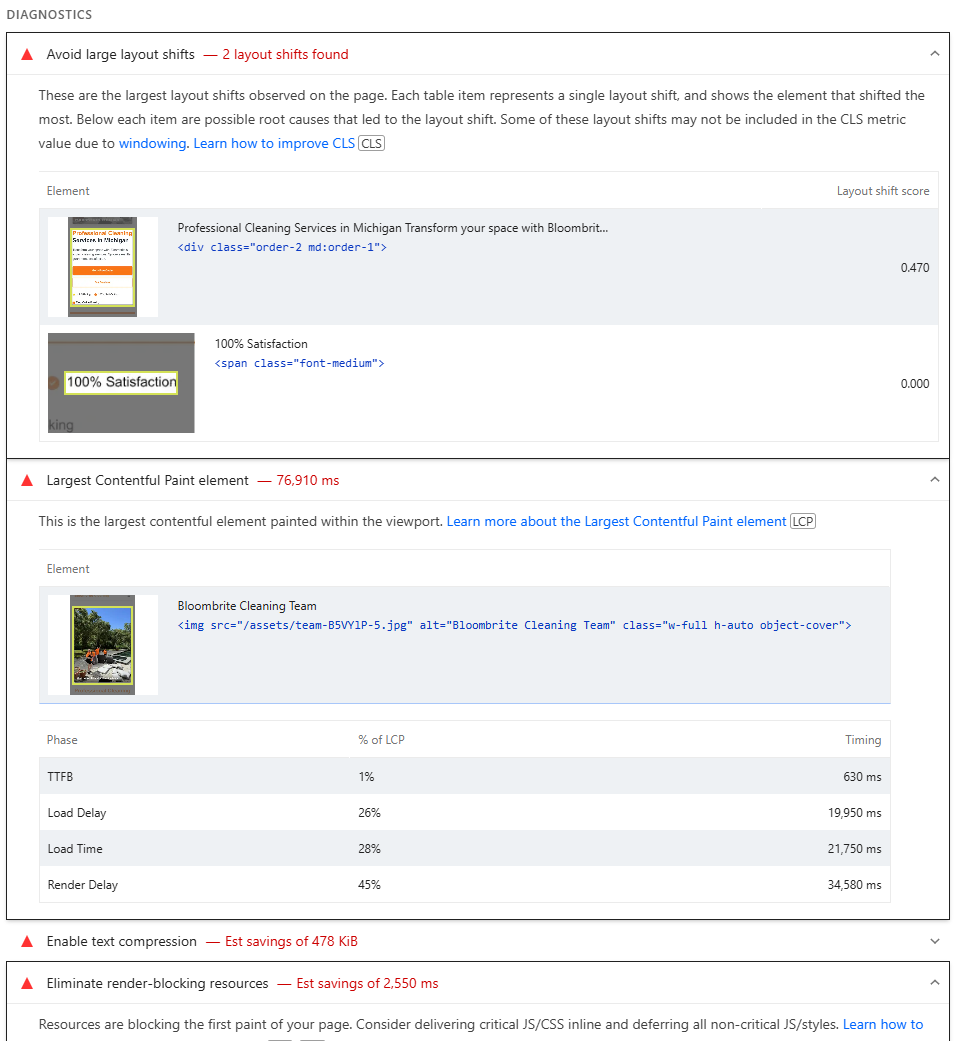 DIAGNOSTICS
Avoid large layout shifts — 2 layout shifts found
These are the largest layout shifts observed on the page. Each table item represents a single layout shift, and shows the element that shifted the
most. Below each item are possible root causes that led to the layout shift. Some of these layout shifts may not be included in the CLS metric
value due to windowing. Learn how to improve CLS CLS
Element Layout shift score
Professional Cleaning
Services in Michigan
Professional Cleaning Services in Michigan Transform your space with Bloombrit...
<div class="order-2 md:order-1">
0.470
100% Satisfaction
king
100% Satisfaction
<span class="font-medium">
0.000
Largest Contentful Paint element — 76,910 ms
This is the largest contentful element painted within the viewport. Learn more about the Largest Contentful Paint element LCP
Element
Bloombrite Cleaning Team
<img src="/assets/team-B5VYlP-5.jpg" alt="Bloombrite Cleaning Team" class="w-full h-auto object-cover">
Phase % of LCP Timing
TTFB 1% 630 ms
Load Delay 26% 19,950 ms
Load Time 28% 21,750 ms
Render Delay 45% 34,580 ms
Enable text compression — Est savings of 478 KiB
Eliminate render-blocking resources — Est savings of 2,550 ms
Resources are blocking the first paint of your page. Consider delivering critical JS/CSS inline and deferring all non-critical JS/styles. Learn how to